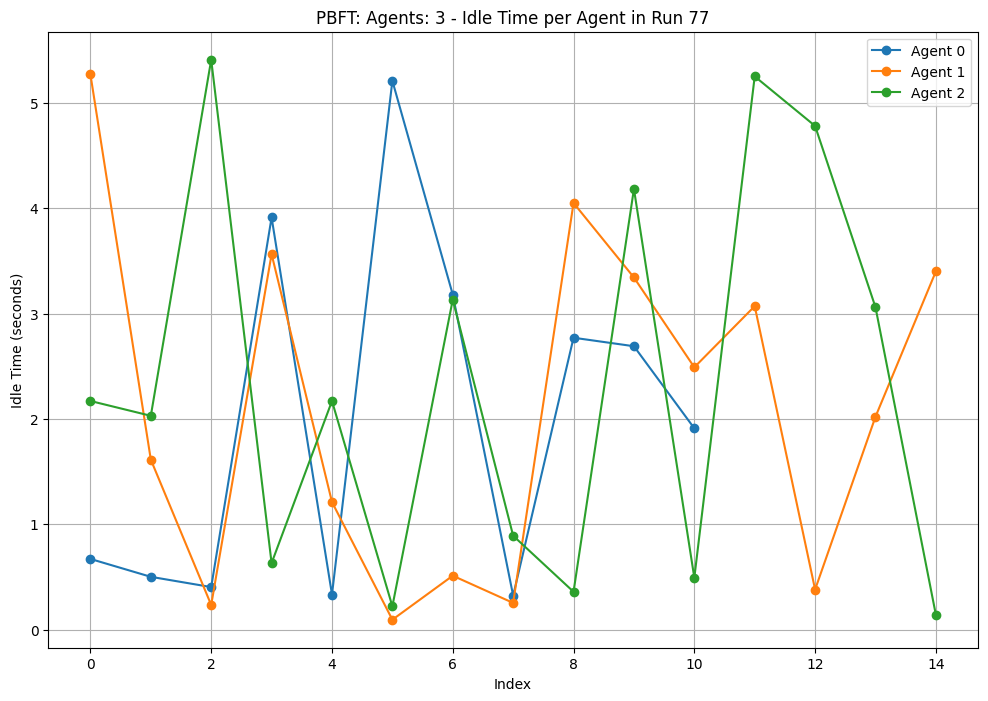 PBFT: Agents: 3 - Idle Time per Agent in Run 77
Agent 0
Agent 1
Agent 2
Idle Time (seconds)
5
4
3
2
1
0
0 2 4 6 8 10 12 14
Index